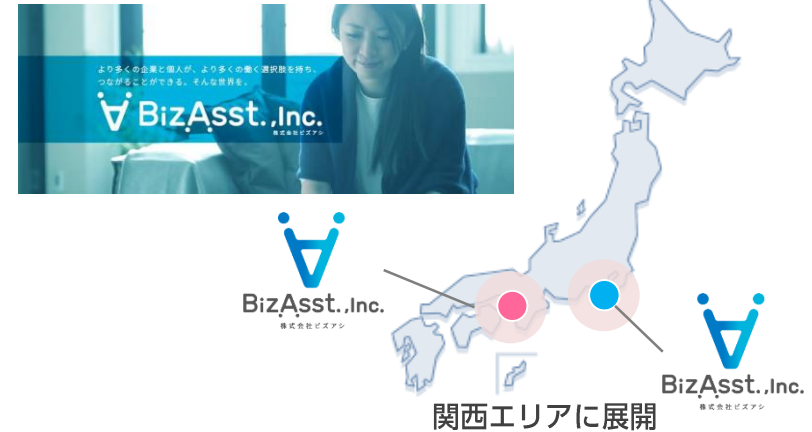 より多くの企業と個人が、より多くの働く選択肢を持ち、
つながることができる。そんな世界を。
BizAsst.,Inc.
株式会社ビズアシ
BizAsst.,Inc.
株式会社ビズアシ
BizAsst.,Inc.
株式会社ビズアシ
関西エリアに展開